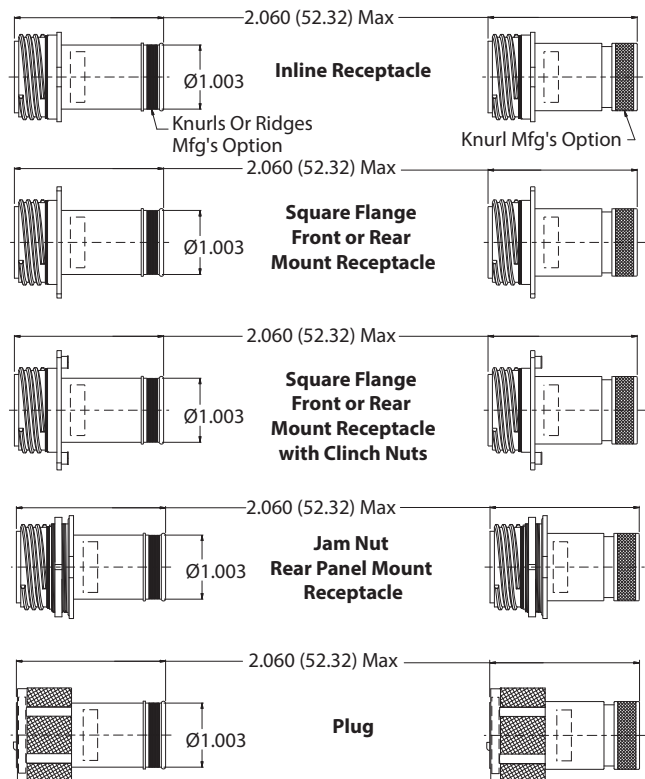 2.060 (52.32) Max
Ø1.003
Inline Receptacle
Knurls Or Ridges
Mfg's Option
Knurl Mfg's Option
2.060 (52.32) Max
Ø1.003
Square Flange
Front or Rear
Mount Receptacle
2.060 (52.32) Max
Ø1.003
Square Flange
Front or Rear
Mount Receptacle
with Clinch Nuts
2.060 (52.32) Max
Ø1.003
Jam Nut
Rear Panel Mount
Receptacle
2.060 (52.32) Max
Ø1.003
Plug